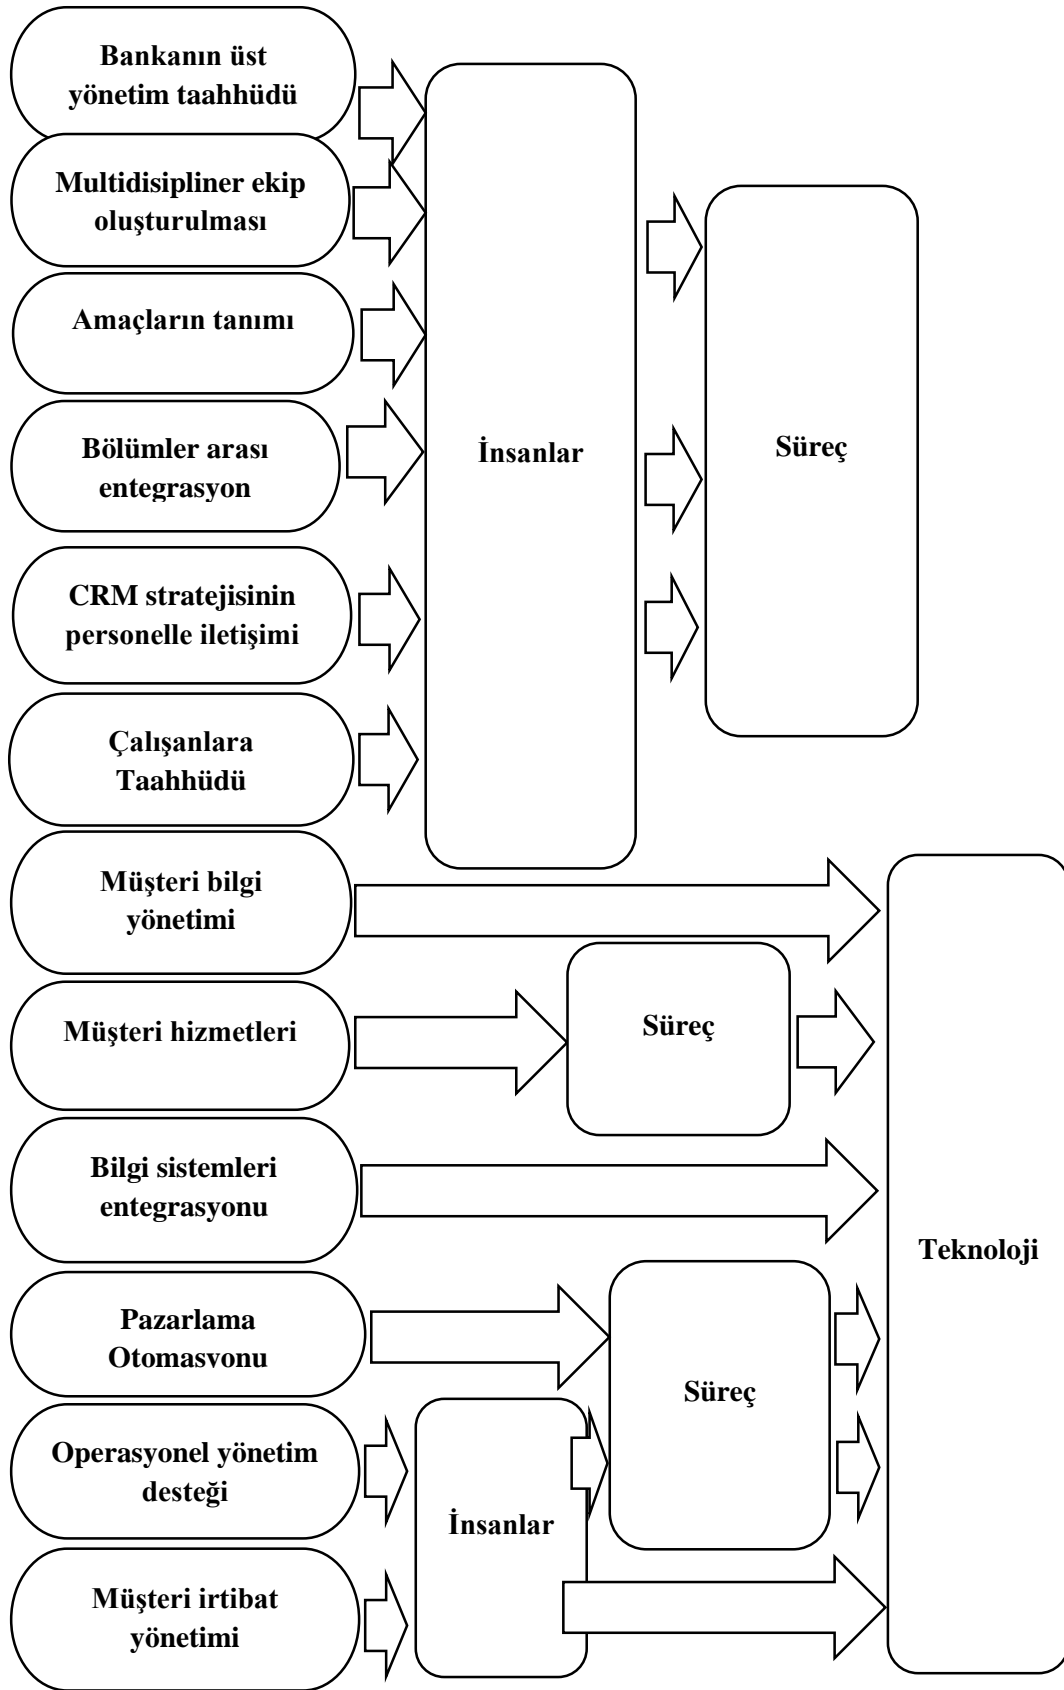 Bankanın üst
yönetim taahhüdü
Multidisipliner ekip
oluşturulması
Amaçların tanımı
Bölümler arası
entegrasyon
İnsanlar
Süreç
CRM stratejisinin
personelle iletişimi
Çalışanlara
Taahhüdü
Müşteri bilgi
yönetimi
Müşteri hizmetleri
Süreç
Bilgi sistemleri
entegrasyonu
Teknoloji
Pazarlama
Otomasvonu
Süreç
Operasyonel yönetim
desteği
İnsanlar
Müşteri irtibat
yönetimi